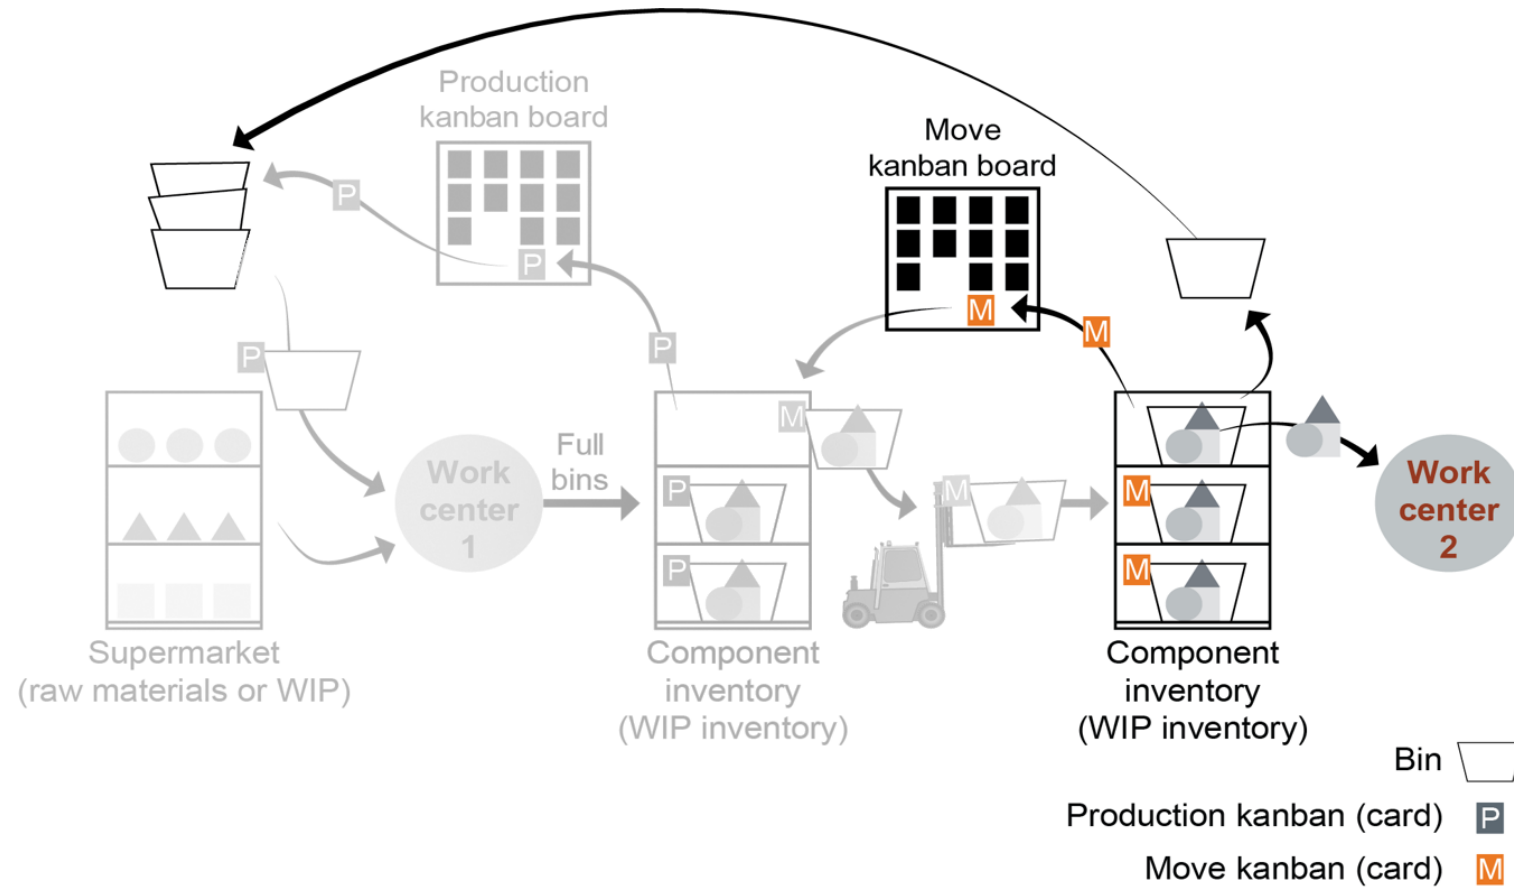 Production
kanban board
Move
kanban board
P
P
M
M
P
P
M
Full
bins
Work
center
1
P
P
M
M
M
Work
center
2
Supermarket
(raw materials or WIP)
Component
inventory
(WIP inventory)
Component
inventory
(WIP inventory)
Bin
Production kanban (card) P
Move kanban (card) M